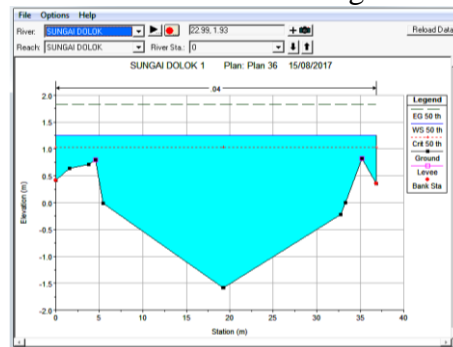 File Options Help
River: SUNGAI DOLOK 22.99, 1.93 Reload Data
Reach: SUNGAI DOLOK River Sta.: 0
SUNGAI DOLOK 1 Plan: Plan 36 15/08/2017
.04
2.0
1.5
1.0
0.5
0.0
-0.5
-1.0
-1.5
-2.0
Elevation (m)
0 5 10 15 20 25 30 35 40
Station (m)
Legend
EG 50 th
WS 50 th
Crit 50 th
Ground
Levee
Bank Sta